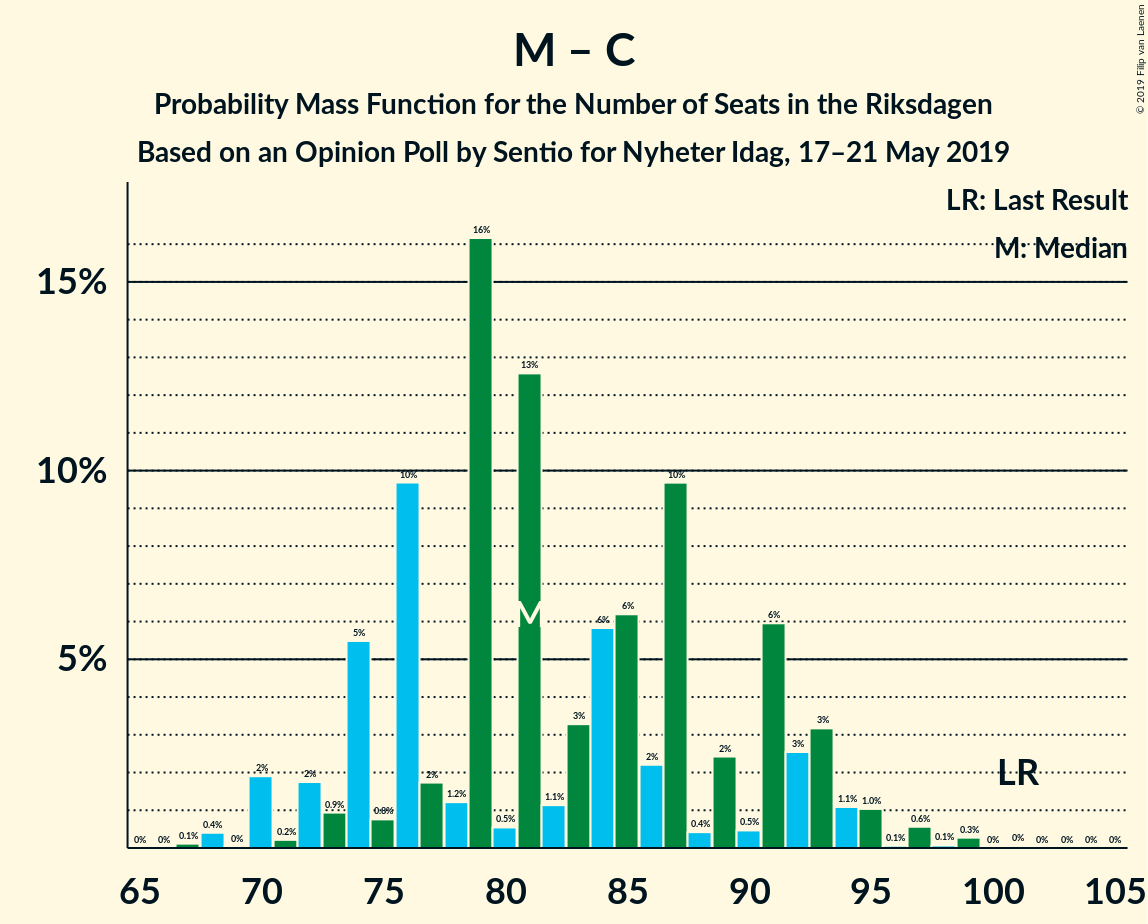 M – C
Probability Mass Function for the Number of Seats in the Riksdagen
Based on an Opinion Poll by Sentio for Nyheter Idag, 17–21 May 2019
© 2019 Filip van Laenen
LR: Last Result
M: Median
15%
10%
5%
0% 0% 0.1% 0.4% 0% 2% 0.2% 2% 0.9% 5% 0.8% 10% 2% 1.2% 16% 0.5% 13% 1.1% 3% 6% 6% 2% 10% 0.4% 2% 0.5% 6% 3% 3% 1.1% 1.0% 0.1% 0.6% 0.1% 0.3% 0% 0% 0% 0% 0% 0%
M
LR
65 70 75 80 85 90 95 100 105